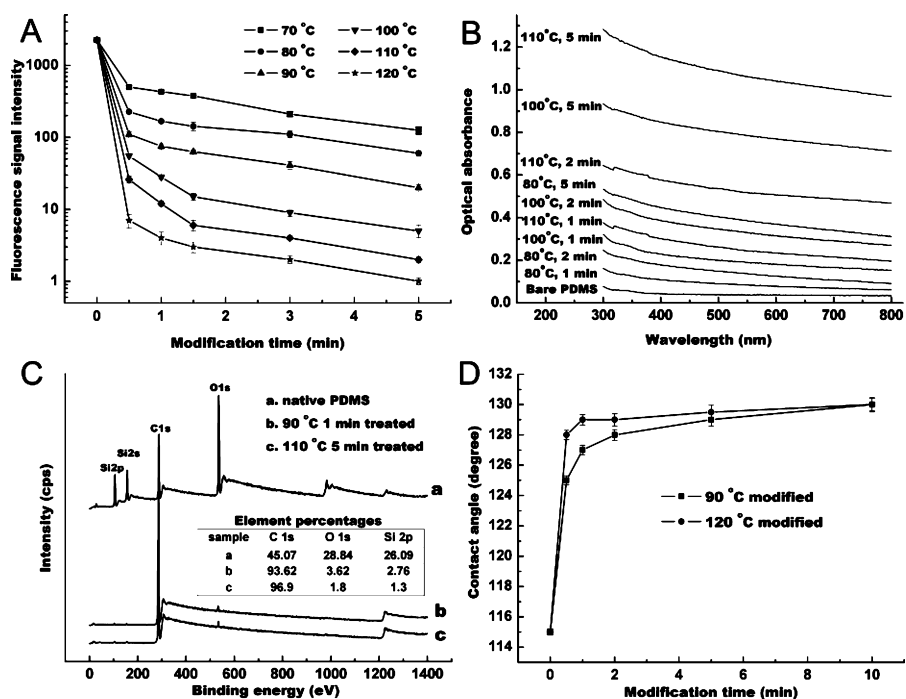 A
70 °C
100 °C
80 °C
110 °C
90 °C
120 °C
Fluorescence signal intensity
1000
100
10
1
0
1
2
3
4
5
Modification time (min)
B
110°C, 5 min
100°C, 5 min
110°C, 2 min
80°C, 5 min
100°C, 2 min
110°C, 1 min
100°C, 1 min
80°C, 2 min
80°C, 1 min
Bare PDMS
Optical absorbance
1.2
1.0
0.8
0.6
0.4
0.2
0.0
200
300
400
500
600
700
800
Wavelength (nm)
C
O1s
a. native PDMS
b. 90 °C 1 min treated
c. 110 °C 5 min treated
C1s
Si2s
Si2p
a
Element percentages
sample C 1s O 1s Si 2p
a 45.07 28.84 26.09
b 93.62 3.62 2.76
c 96.9 1.8 1.3
b
c
Intensity (cps)
0 200 400 600 800 1000 1200 1400
Binding energy (eV)
D
132
130
128
126
124
122
120
118
116
114
Contact angle(degree)
90 °C modified
120 °C modified
0
2
4
6
8
10
Modification time (min)